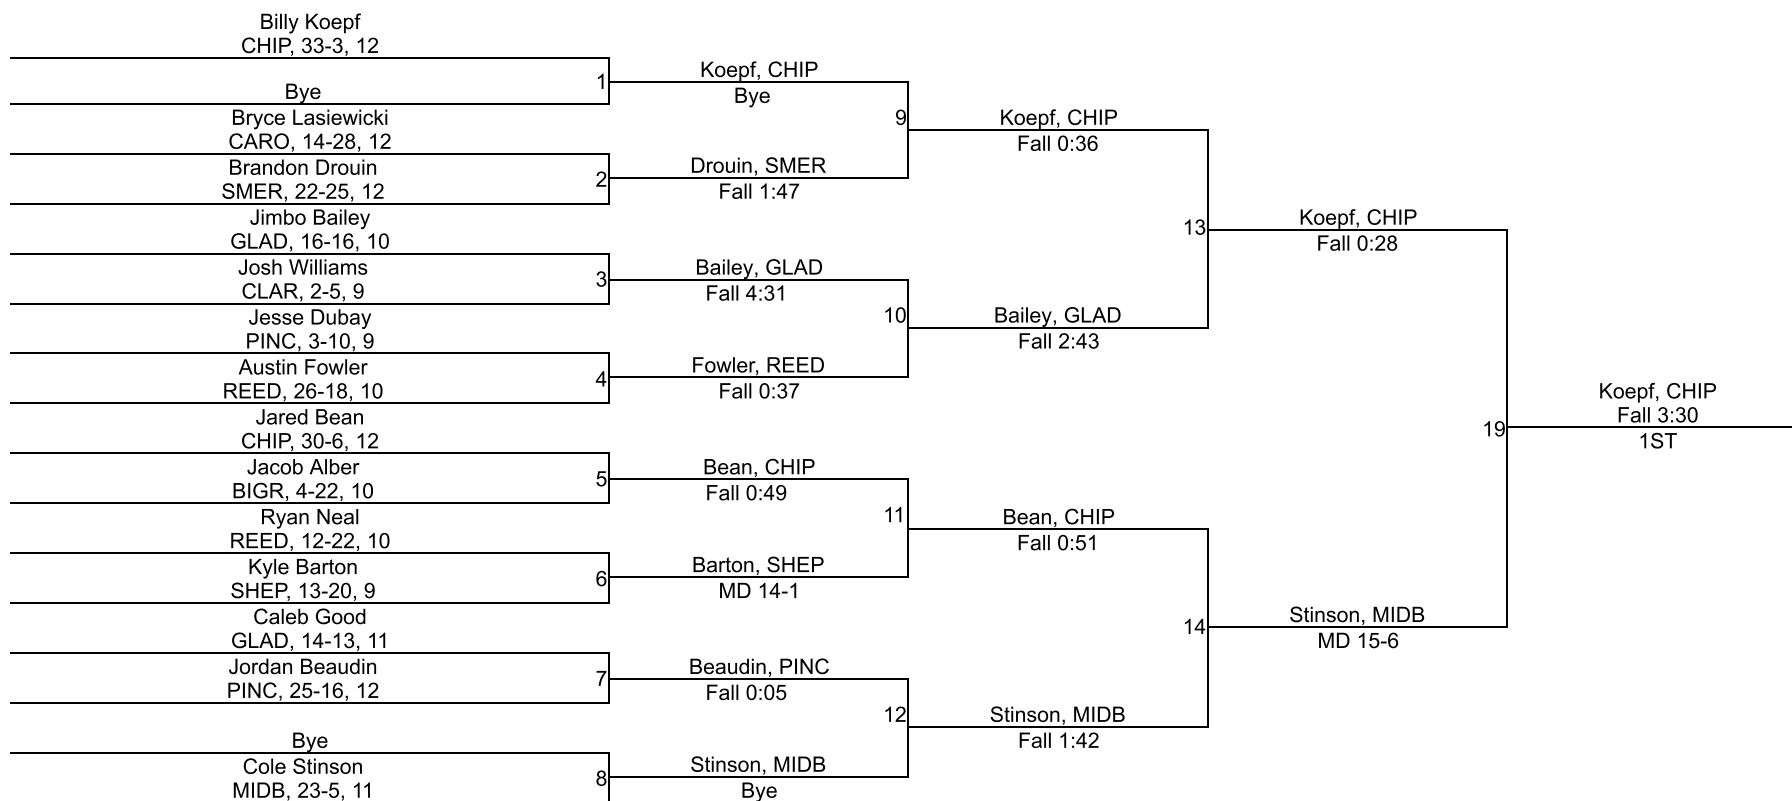 Billy Koepf
CHIP, 33-3, 12
Bye
Bryce Lasiewicki
CARO, 14-28, 12
Brandon Drouin
SMER, 22-25, 12
Jimbo Bailey
GLAD, 16-16, 10
Josh Williams
CLAR, 2-5, 9
Jesse Dubay
PINC, 3-10, 9
Austin Fowler
REED, 26-18, 10
Jared Bean
CHIP, 30-6, 12
Jacob Alber
BIGR, 4-22, 10
Ryan Neal
REED, 12-22, 10
Kyle Barton
SHEP, 13-20, 9
Caleb Good
GLAD, 14-13, 11
Jordan Beaudin
PINC, 25-16, 12
Bye
Cole Stinson
MIDB, 23-5, 11
1
2
3
4
5
6
7
8
Koepf, CHIP
Bye
Drouin, SMER
Fall 1:47
Bailey, GLAD
Fall 4:31
Fowler, REED
Fall 0:37
Bean, CHIP
Fall 0:49
Barton, SHEP
MD 14-1
Beaudin, PINC
Fall 0:05
Stinson, MIDB
Bye
9
10
11
12
Koepf, CHIP
Fall 0:36
Bailey, GLAD
Fall 2:43
Bean, CHIP
Fall 0:51
Stinson, MIDB
Fall 1:42
13
14
Koepf, CHIP
Fall 0:28
Stinson, MIDB
MD 15-6
19
Koepf, CHIP
Fall 3:30
1ST